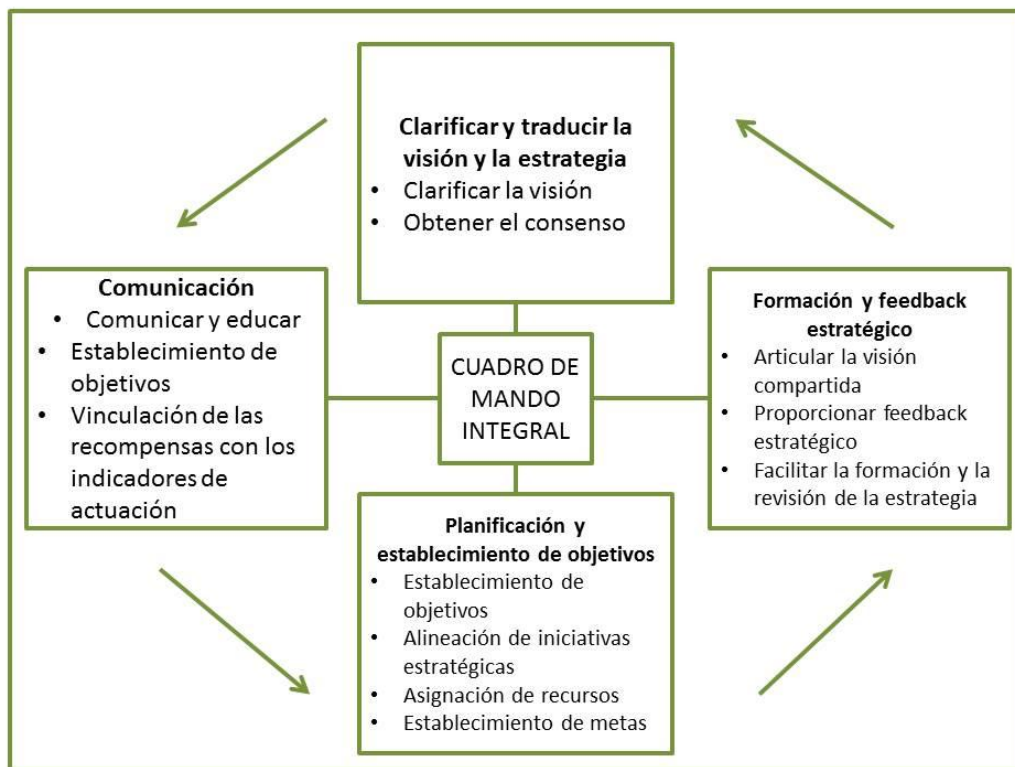 Clarificar y traducir la
visión y la estrategia
• Clarificar la visión
• Obtener el consenso
Comunicación
• Comunicar y educar
• Establecimiento de
objetivos
• Vinculación de las
recompensas con los
indicadores de
actuación
CUADRO DE
MANDO
INTEGRAL
Formación y feedback
estratégico
• Articular la visión
compartida
• Proporcionar feedback
estratégico
• Facilitar la formación y la
revisión de la estrategia
Planificación y
establecimiento de objetivos
• Establecimiento de
objetivos
• Alineación de iniciativas
estratégicas
• Asignación de recursos
• Establecimiento de metas